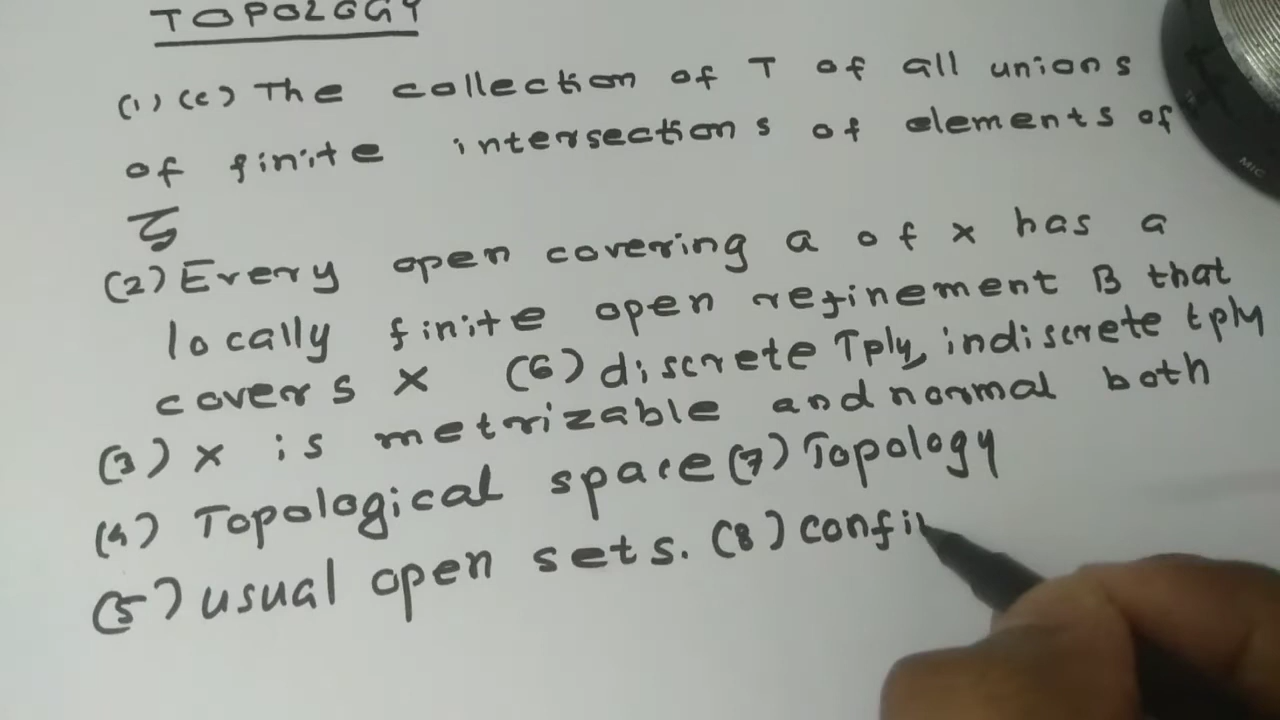 TOPOLOGY
(1) (c) The collection of T of all unions
of finite intersections of elements of
(2) Every open covering a of x has a
locally finite open refinement B that
covers X (6) discrete Tply, indiscrete tply
(3) x is metrizable and normal both
(4) Topological space (7) Topology
(5) usual open sets. (8) confi
MIC